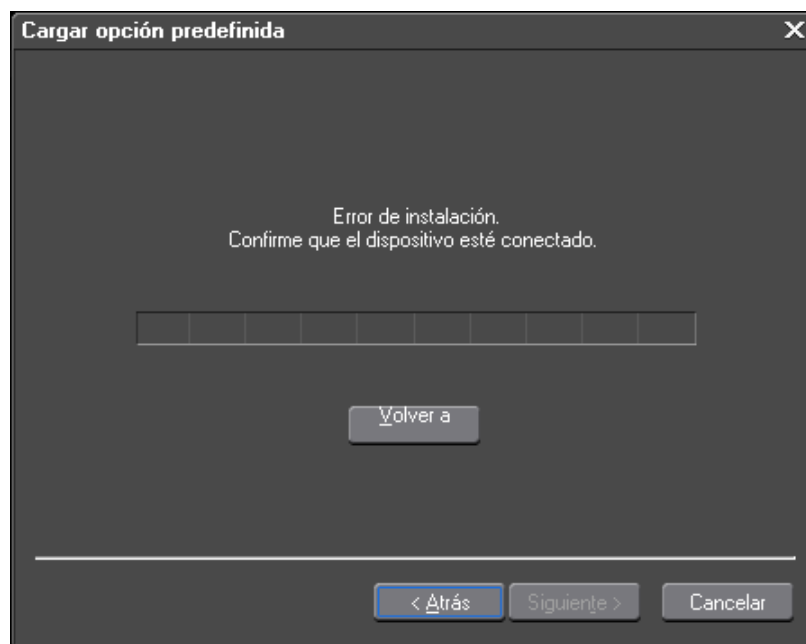 Cargar opción predefinida
Error de instalación.
Confirme que el dispositivo esté conectado.
Volver a
< Atrás
Siguiente >
Cancelar